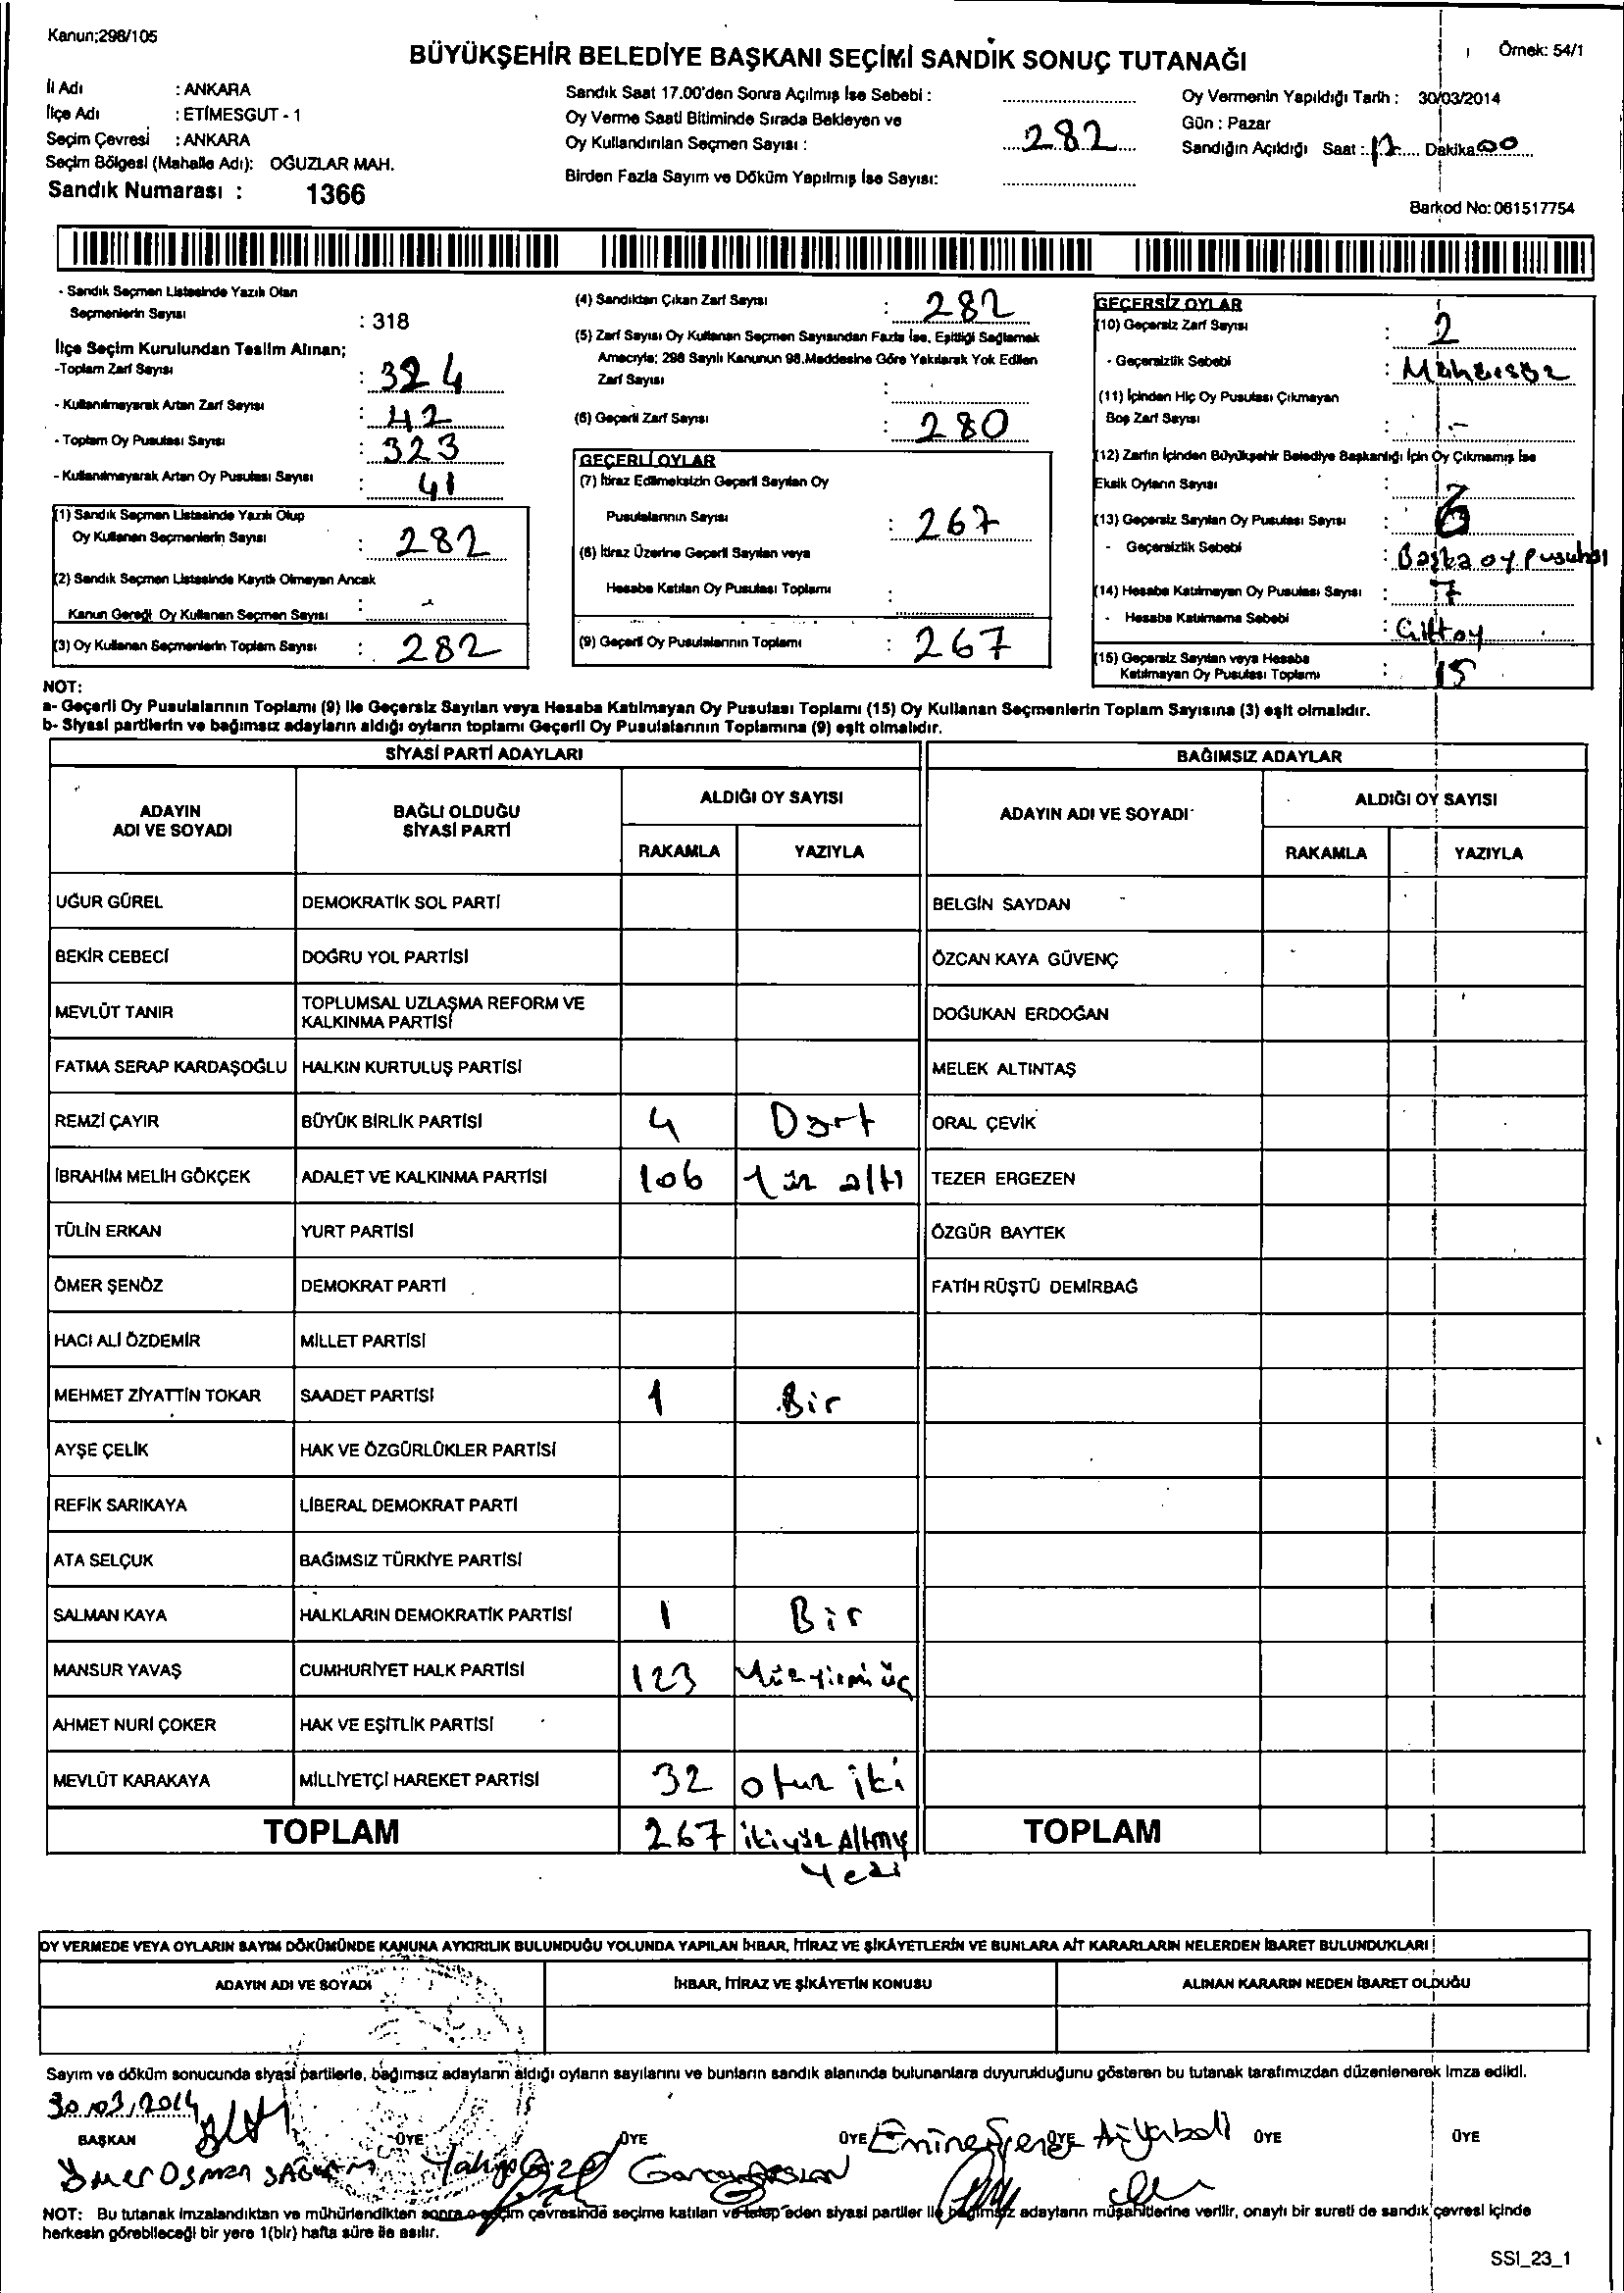 Kanun;298/105
BÜYÜKŞEHİR BELEDİYE BAŞKANI SEÇİMİ SANDIK SONUÇ TUTANAĞI
Örnek: 54/1
İl Adı : ANKARA
İlçe Adı : ETİMESGUT - 1
Seçim Çevresi : ANKARA
Seçim Bölgesi (Mahalle Adı): OĞUZLAR MAH.
Sandık Numarası : 1366
Sandık Saat 17.00'den Sonra Açılmış İse Sebebi :
Oy Verme Saati Bitiminde Sırada Bekleyen ve
Oy Kullandırılan Seçmen Sayısı : 282
Birden Fazla Sayım ve Döküm Yapılmış İse Sayısı:
Oy Vermenin Yapıldığı Tarih : 30/03/2014
Gün : Pazar
Sandığın Açıldığı Saat : 17 Dakika 00
Barkod No: 061517754
- Sandık Seçmen Listesinde Yazılı Olan
Seçmenlerin Sayısı : 318
İlçe Seçim Kurulundan Teslim Alınan;
-Toplam Zarf Sayısı : 324
- Kullanılmayarak Artan Zarf Sayısı : 42
- Toplam Oy Pusulası Sayısı : 323
- Kullanılmayarak Artan Oy Pusulası Sayısı : 41
(1) Sandık Seçmen Listesinde Yazılı Olup
Oy Kullanan Seçmenlerin Sayısı : 282
(2) Sandık Seçmen Listesinde Kayıtlı Olmayan Ancak
Kanun Gereği Oy Kullanan Seçmen Sayısı : -
(3) Oy Kullanan Seçmenlerin Toplam Sayısı : 282
(4) Sandıktan Çıkan Zarf Sayısı : 282
(5) Zarf Sayısı Oy Kullanan Seçmen Sayısından Fazla İse, Eşitliği Sağlamak
Amacıyla; 298 Sayılı Kanunun 98.Maddesine Göre Yakılarak Yok Edilen
Zarf Sayısı :
(6) Geçerli Zarf Sayısı : 280
GEÇERLİ OYLAR
(7) İtiraz Edilmeksizin Geçerli Sayılan Oy
Pusulalarının Sayısı : 267
(8) İtiraz Üzerine Geçerli Sayılan veya
Hesaba Katılan Oy Pusulası Toplamı :
(9) Geçerli Oy Pusulalarının Toplamı : 267
GEÇERSİZ OYLAR
(10) Geçersiz Zarf Sayısı : 2
- Geçersizlik Sebebi : Mühürsüz
(11) İçinden Hiç Oy Pusulası Çıkmayan
Boş Zarf Sayısı : -
(12) Zarfın İçinden Büyükşehir Belediye Başkanlığı İçin Oy Çıkmamış İse
Eksik Oyların Sayısı :
(13) Geçersiz Sayılan Oy Pusulası Sayısı : 6
- Geçersizlik Sebebi : Başka oy pusulası
(14) Hesaba Katılmayan Oy Pusulası Sayısı : 7
- Hesaba Katılmama Sebebi : Çift oy
(15) Geçersiz Sayılan veya Hesaba
Katılmayan Oy Pusulası Toplamı : 15
NOT:
a- Geçerli Oy Pusulalarının Toplamı (9) ile Geçersiz Sayılan veya Hesaba Katılmayan Oy Pusulası Toplamı (15) Oy Kullanan Seçmenlerin Toplam Sayısına (3) eşit olmalıdır.
b- Siyasi partilerin ve bağımsız adayların aldığı oyların toplamı Geçerli Oy Pusulalarının Toplamına (9) eşit olmalıdır.
SİYASİ PARTİ ADAYLARI BAĞIMSIZ ADAYLAR
ADAYIN ADI VE SOYADI BAĞLI OLDUĞU SİYASİ PARTİ ALDIĞI OY SAYISI ADAYIN ADI VE SOYADI ALDIĞI OY SAYISI
RAKAMLA YAZIYLA RAKAMLA YAZIYLA
UĞUR GÜREL DEMOKRATİK SOL PARTİ BELGİN SAYDAN
BEKİR CEBECİ DOĞRU YOL PARTİSİ ÖZCAN KAYA GÜVENÇ
MEVLÜT TANIR TOPLUMSAL UZLAŞMA REFORM VE KALKINMA PARTİSİ DOĞUKAN ERDOĞAN
FATMA SERAP KARDAŞOĞLU HALKIN KURTULUŞ PARTİSİ MELEK ALTINTAŞ
REMZİ ÇAYIR BÜYÜK BİRLİK PARTİSİ 4 Dört ORAL ÇEVİK
İBRAHİM MELİH GÖKÇEK ADALET VE KALKINMA PARTİSİ 106 Yüz altı TEZER ERGEZEN
TÜLİN ERKAN YURT PARTİSİ ÖZGÜR BAYTEK
ÖMER ŞENÖZ DEMOKRAT PARTİ FATİH RÜŞTÜ DEMİRBAĞ
HACI ALİ ÖZDEMİR MİLLET PARTİSİ
MEHMET ZİYATTİN TOKAR SAADET PARTİSİ 1 Bir
AYŞE ÇELİK HAK VE ÖZGÜRLÜKLER PARTİSİ
REFİK SARIKAYA LİBERAL DEMOKRAT PARTİ
ATA SELÇUK BAĞIMSIZ TÜRKİYE PARTİSİ
SALMAN KAYA HALKLARIN DEMOKRATİK PARTİSİ 1 Bir
MANSUR YAVAŞ CUMHURİYET HALK PARTİSİ 123 Yüz yirmi üç
AHMET NURİ ÇOKER HAK VE EŞİTLİK PARTİSİ
MEVLÜT KARAKAYA MİLLİYETÇİ HAREKET PARTİSİ 32 otuz iki
TOPLAM 267 ikiyüz Altmış TOPLAM
Yedi
OY VERMEDE VEYA OYLARIN SAYIM DÖKÜMÜNDE KANUNA AYKIRILIK BULUNDUĞU YOLUNDA YAPILAN İHBAR, İTİRAZ VE ŞİKÂYETLERİN VE BUNLARA AİT KARARLARIN NELERDEN İBARET BULUNDUKLARI
ADAYIN ADI VE SOYADI İHBAR, İTİRAZ VE ŞİKÂYETİN KONUSU ALINAN KARARIN NEDEN İBARET OLDUĞU
Sayım ve döküm sonucunda siyasi partilerle, bağımsız adayların aldığı oyların sayılarını ve bunların sandık alanında bulunanlara duyurulduğunu gösteren bu tutanak tarafımızdan düzenlenerek imza edildi.
30/03/2014
BAŞKAN ÜYE ÜYE ÜYE ÜYE ÜYE ÜYE
Ömer Osman Emine
NOT: Bu tutanak imzalandıktan ve mühürlendikten sonra o seçim çevresinde seçime katılan ve talep eden siyasi partiler ile bağımsız adayların müşahitlerine verilir, onaylı bir sureti de sandık çevresi içinde
herkesin görebileceği bir yere 1(bir) hafta süre ile asılır.
SSI_23_1